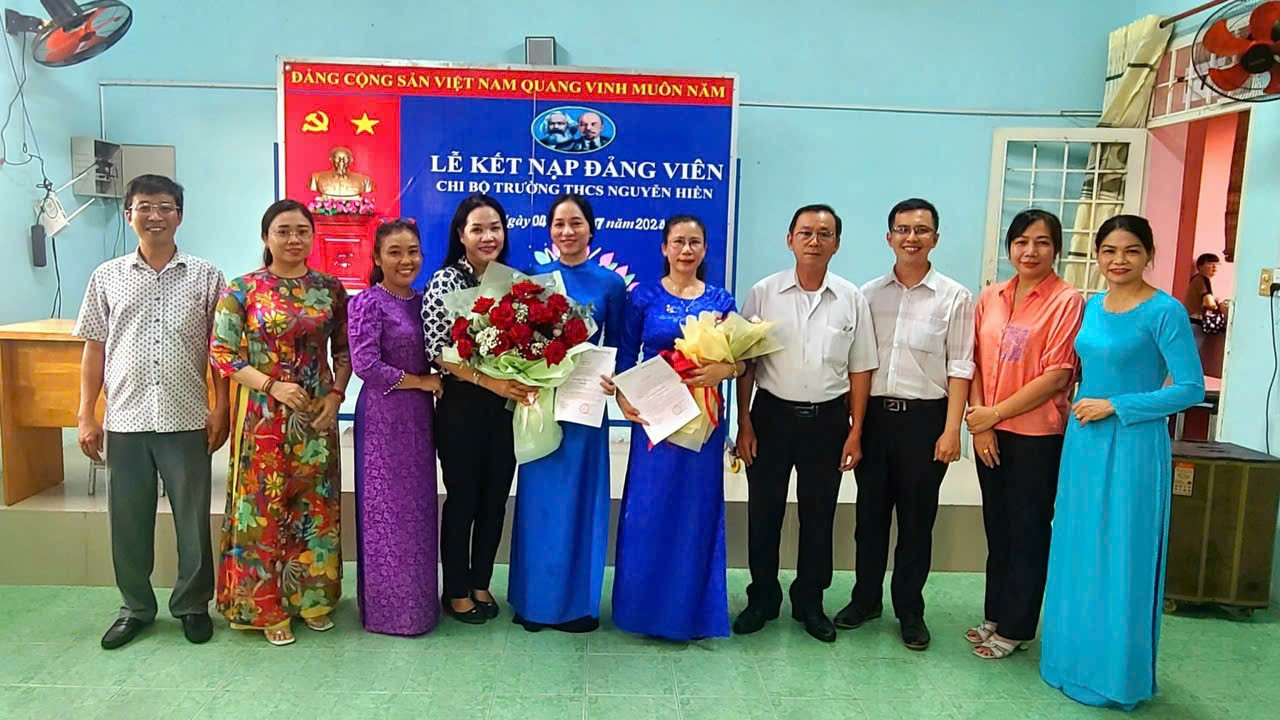 ĐẢNG CỘNG SẢN VIỆT NAM QUANG VINH MUÔN NĂM
LỄ KẾT NẠP ĐẢNG VIÊN
CHI BỘ TRƯỜNG THCS NGUYỄN HIỀN
7 năm